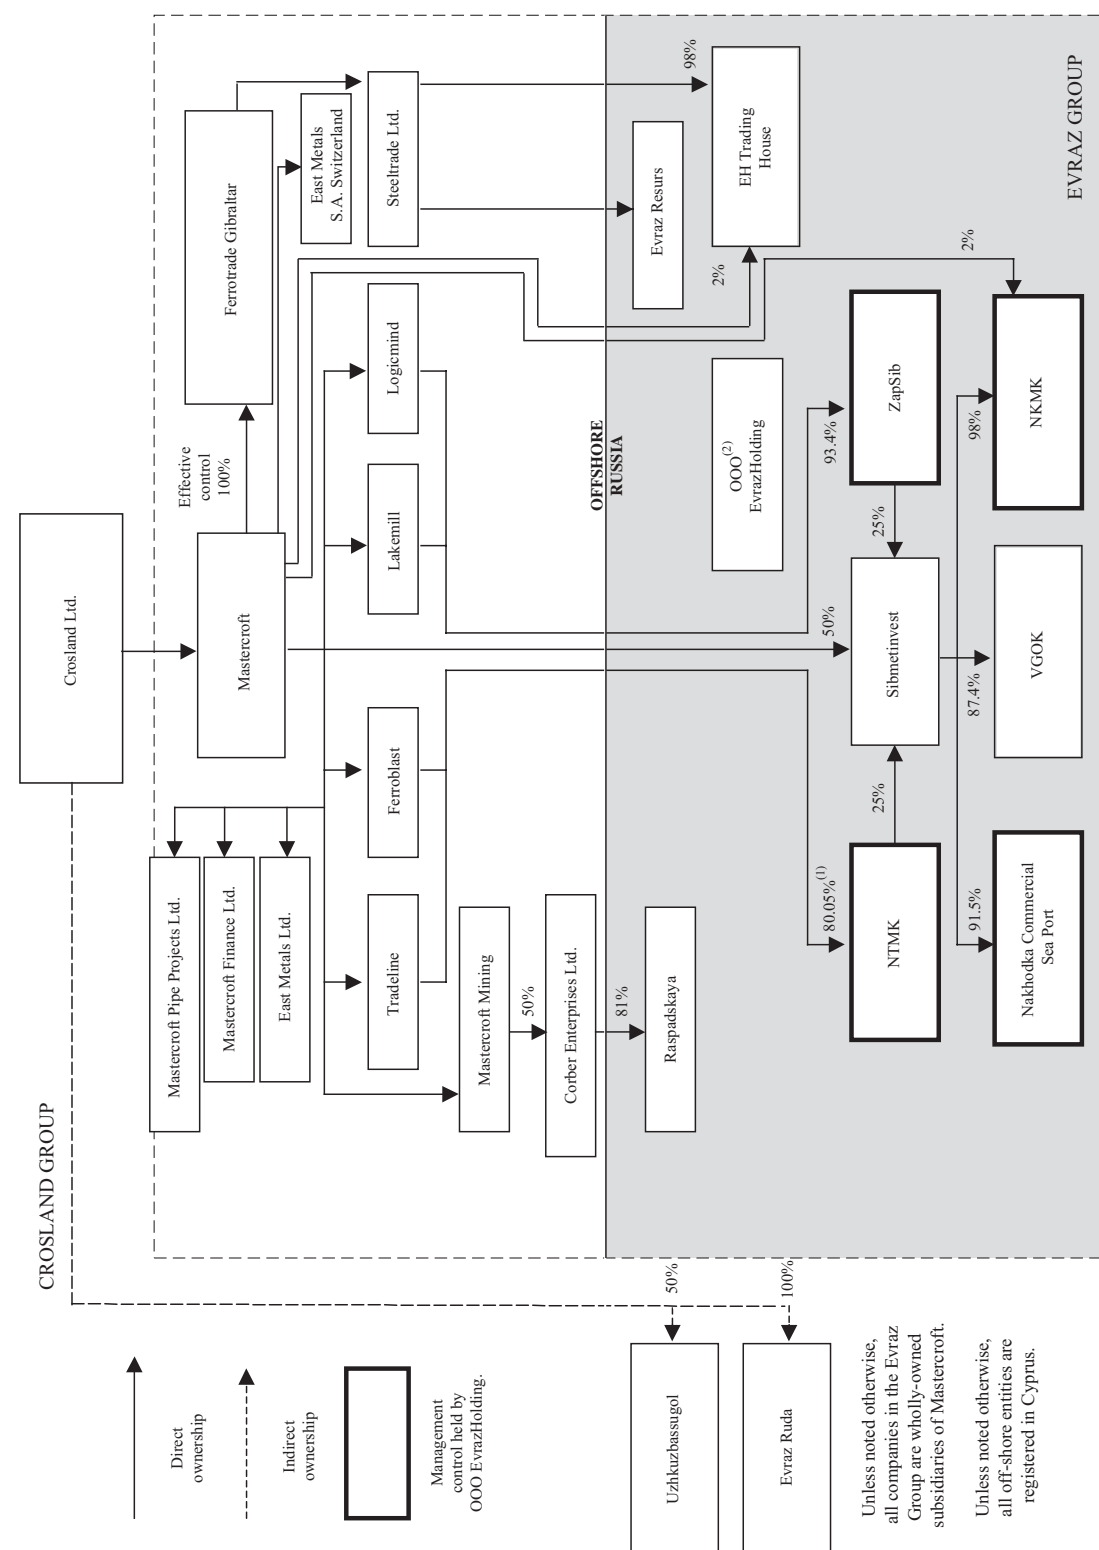 CROSLAND GROUP
Crosland Ltd.
Mastercroft
Effective
control
100%
Ferrotrade Gibraltar
Mastercroft Pipe Projects Ltd.
Mastercroft Finance Ltd.
East Metals Ltd.
East Metals
S.A. Switzerland
Tradeline
Ferroblast
Lakemill
Logicmind
Steeltrade Ltd.
Mastercroft Mining
50%
Corber Enterprises Ltd.
OFFSHORE
RUSSIA
81%
Raspadskaya
Evraz Resurs
98%
2%
EH Trading
House
OOO(2)
EvrazHolding
80.05%(1)
50%
93.4%
NTMK
25%
Sibmetinvest
25%
ZapSib
91.5%
87.4%
98%
2%
Nakhodka Commercial
Sea Port
VGOK
NKMK
EVRAZ GROUP
Direct
ownership
Indirect
ownership
Management
control held by
OOO EvrazHolding.
50%
Uzhkuzbassugol
100%
Evraz Ruda
Unless noted otherwise,
all companies in the Evraz
Group are wholly-owned
subsidiaries of Mastercroft.
Unless noted otherwise,
all off-shore entities are
registered in Cyprus.